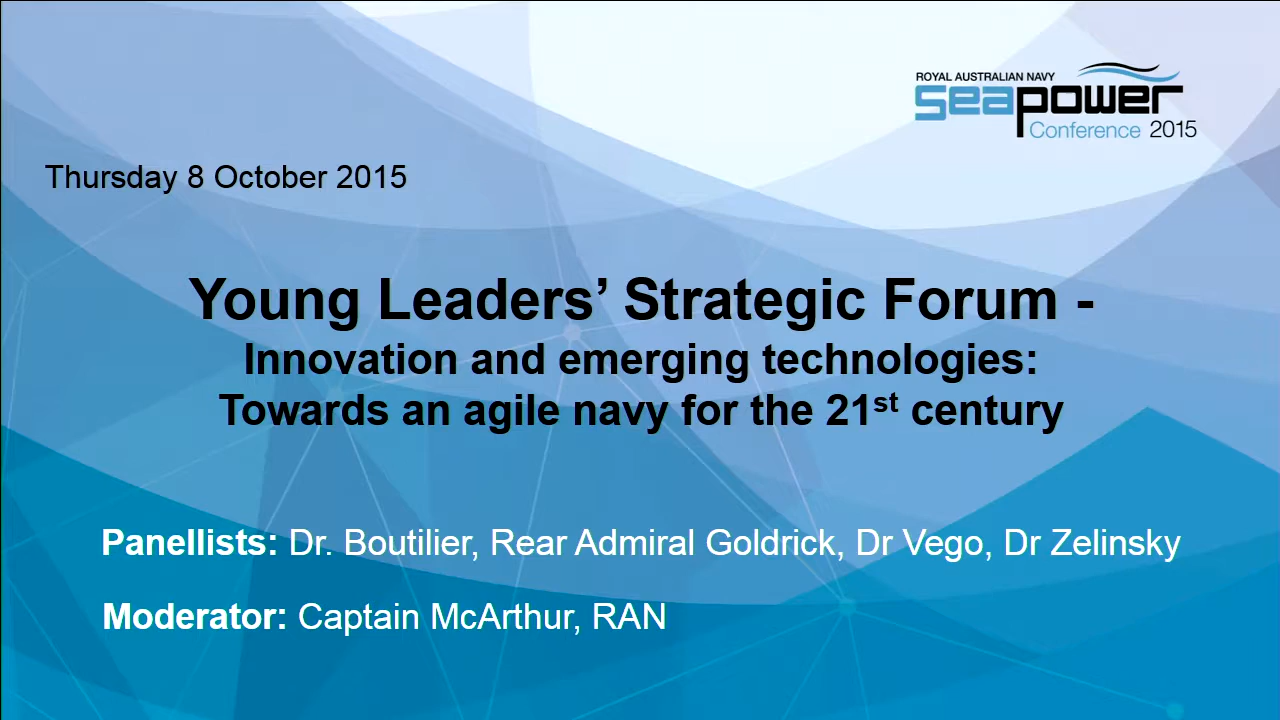 ROYAL AUSTRALIAN NAVY
seapower
Conference 2015
Thursday 8 October 2015
Young Leaders’ Strategic Forum -
Innovation and emerging technologies:
Towards an agile navy for the 21st century
Panellists: Dr. Boutilier, Rear Admiral Goldrick, Dr Vego, Dr Zelinsky
Moderator: Captain McArthur, RAN